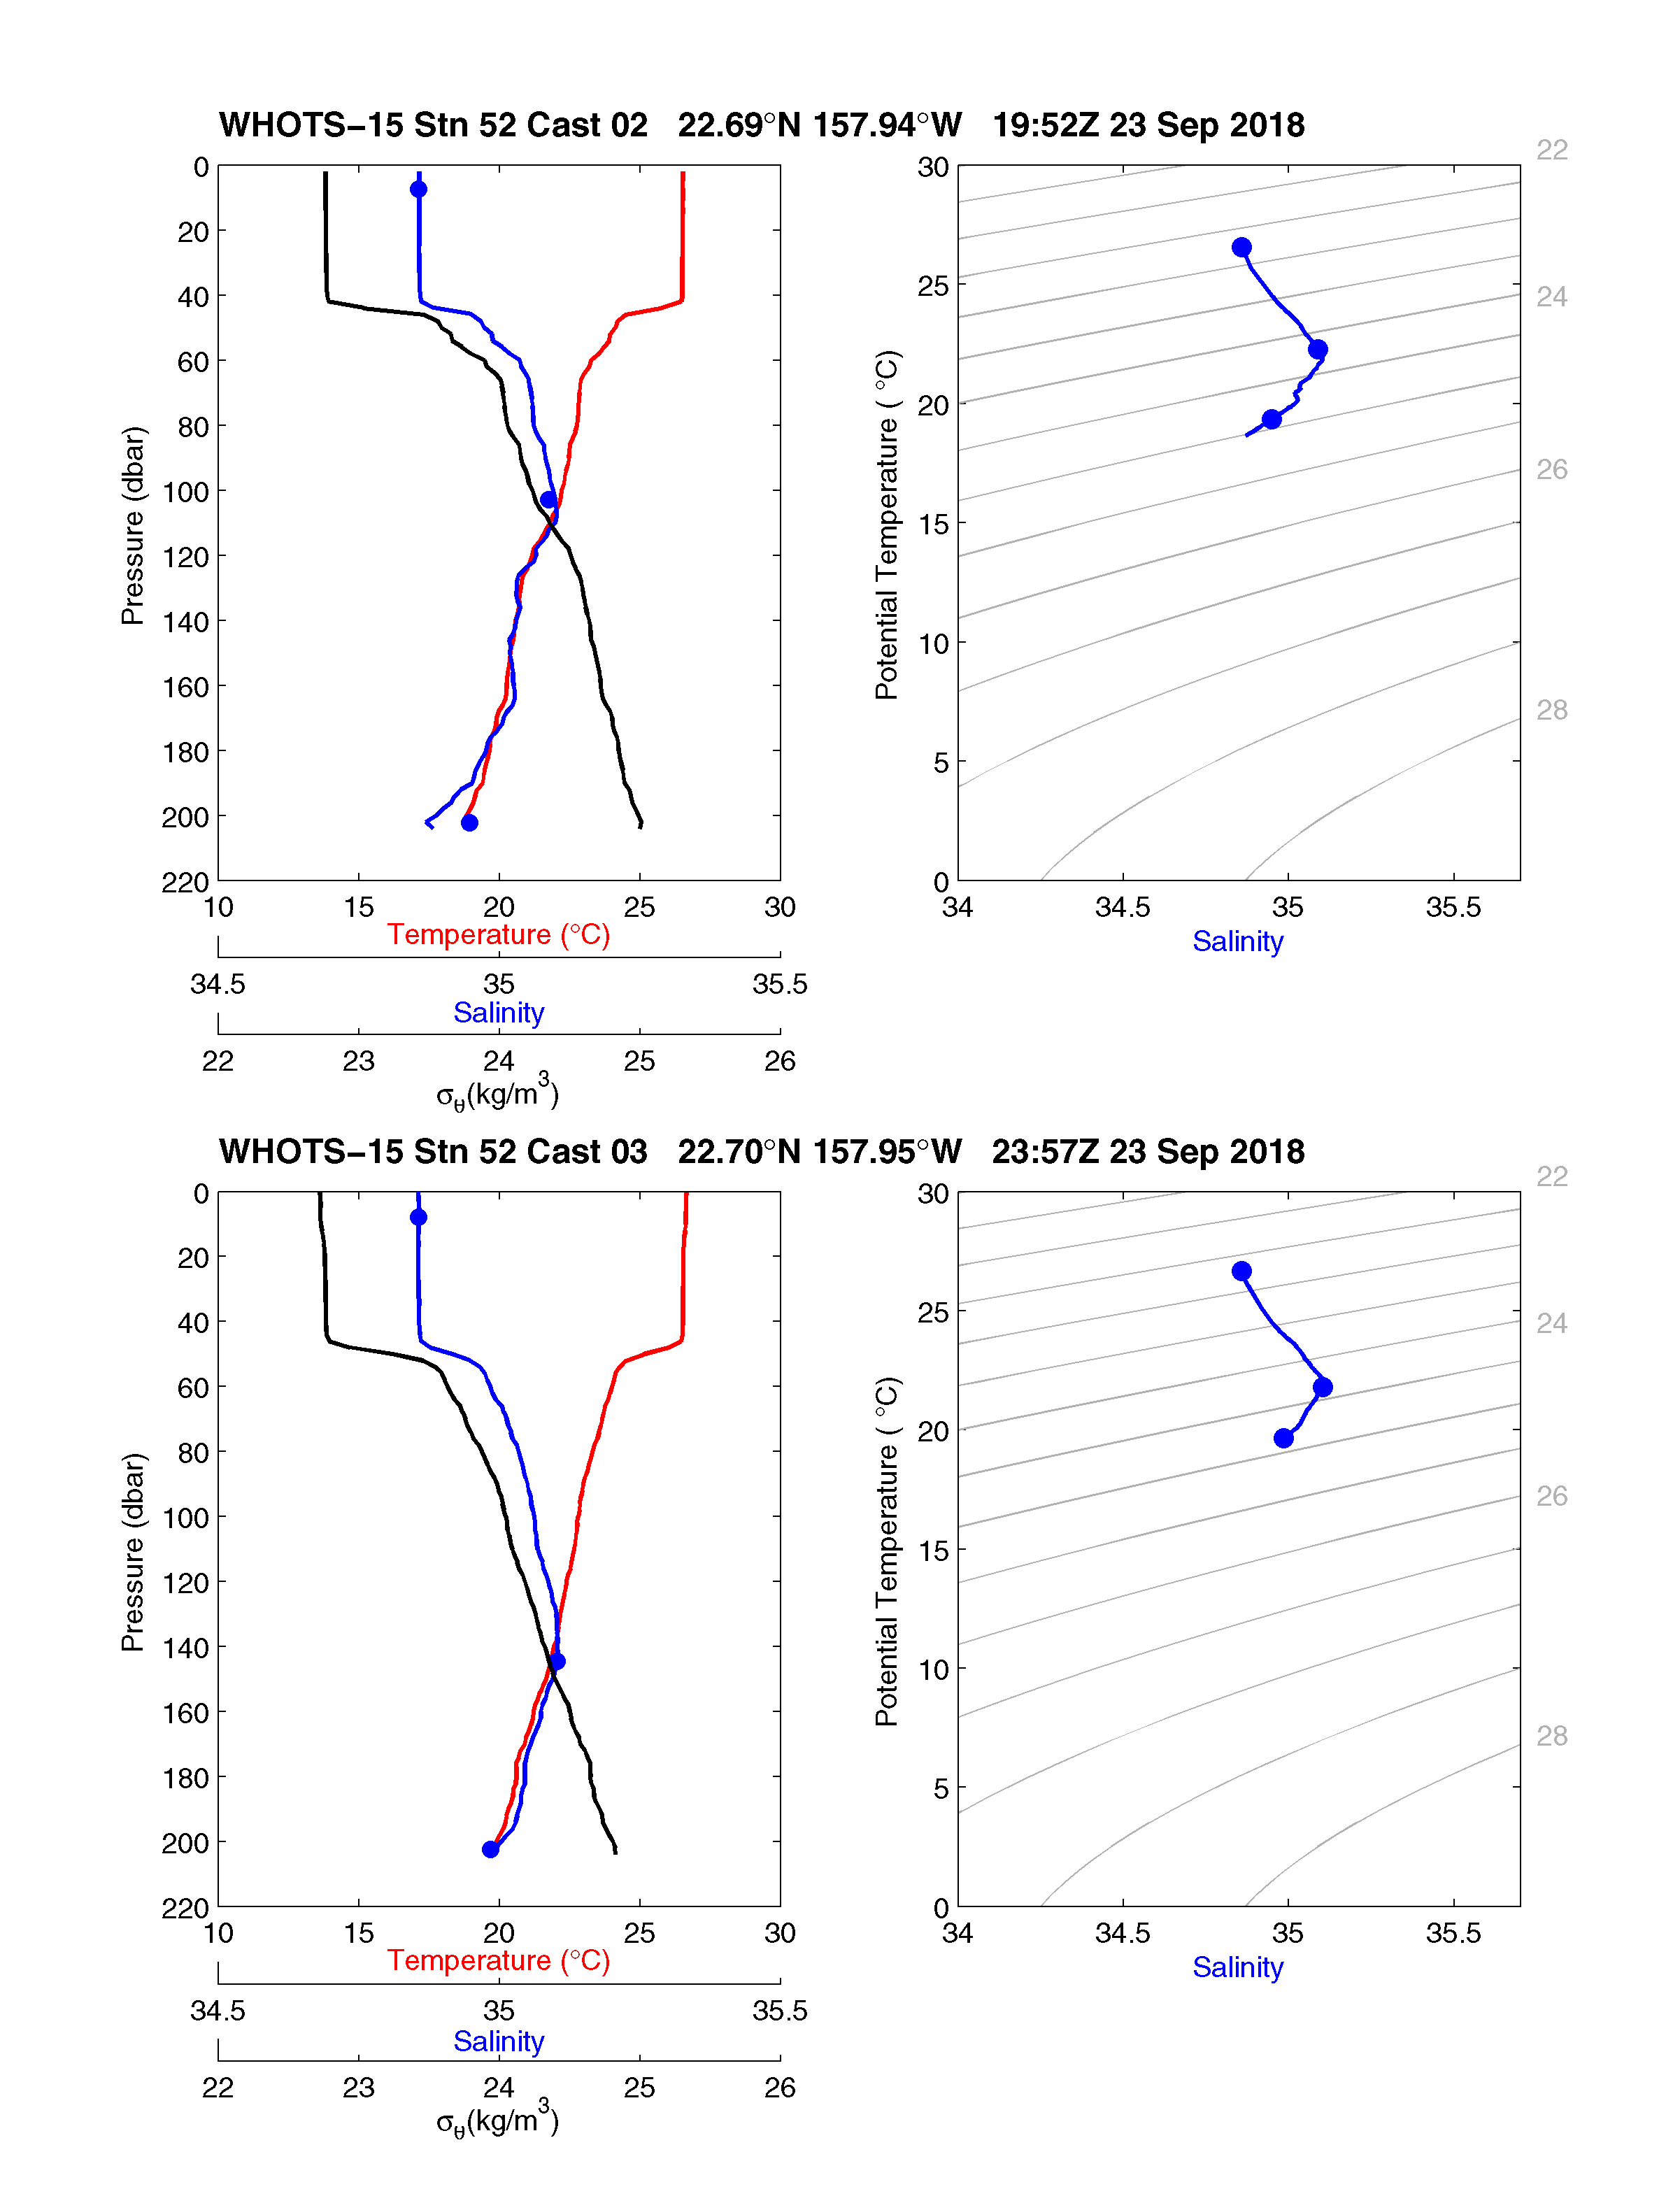 WHOTS−15 Stn 52 Cast 02   22.69°N 157.94°W   19:52Z 23 Sep 2018
0
20
40
60
80
100
120
140
160
180
200
220
Pressure (dbar)
10 15 20 25 30
Temperature (°C)
34.5 35 35.5
Salinity
22 23 24 25 26
σθ(kg/m3)
30
25
20
15
10
5
0
Potential Temperature ( °C)
34 34.5 35 35.5
Salinity
22
24
26
28
WHOTS−15 Stn 52 Cast 03   22.70°N 157.95°W   23:57Z 23 Sep 2018
0
20
40
60
80
100
120
140
160
180
200
220
Pressure (dbar)
10 15 20 25 30
Temperature (°C)
34.5 35 35.5
Salinity
22 23 24 25 26
σθ(kg/m3)
30
25
20
15
10
5
0
Potential Temperature ( °C)
34 34.5 35 35.5
Salinity
22
24
26
28